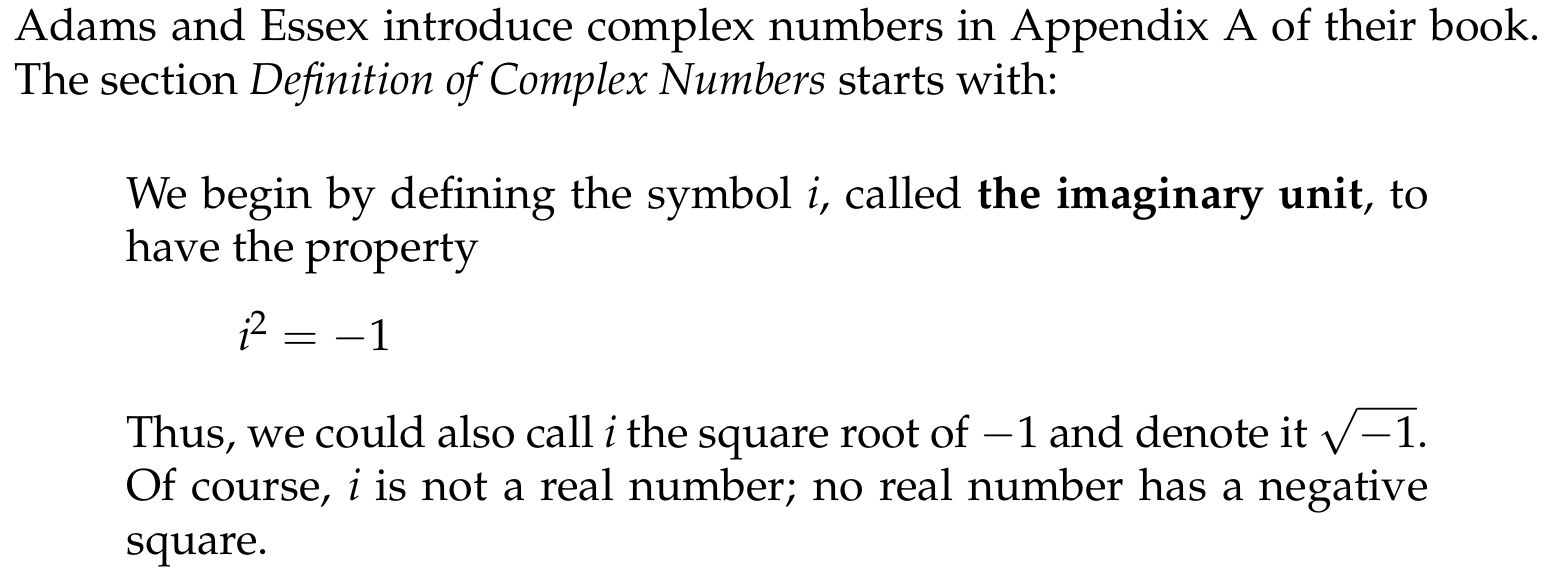 Adams and Essex introduce complex numbers in Appendix A of their book.
The section Definition of Complex Numbers starts with:
We begin by defining the symbol i, called the imaginary unit, to
have the property
i² = −1
Thus, we could also call i the square root of −1 and denote it √−1.
Of course, i is not a real number; no real number has a negative
square.